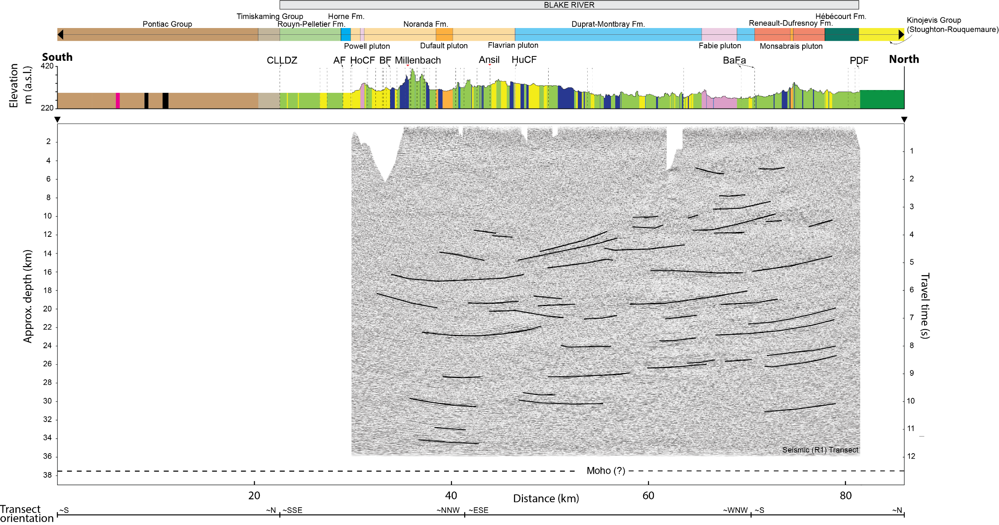 BLAKE RIVER
Timiskaming Group
Horne Fm.
Hébécourt Fm.
Pontiac Group
Rouyn-Pelletier Fm.
Noranda Fm.
Duprat-Montbray Fm.
Reneault-Dufresnoy Fm.
Kinojevis Group
(Stoughton-Rouquemaure)
Powell pluton
Dufault pluton
Flavrian pluton
Fabie pluton
Monsabrais pluton
South
CLLDZ
AF
HoCF
BF
Millenbach
Ansil
HuCF
BaFa
PDF
North
Elevation
m (a.s.l.)
420
220
Approx. depth (km)
2
4
6
8
10
12
14
16
18
20
22
24
26
28
30
32
34
36
38
Travel time (s)
1
2
3
4
5
6
7
8
9
10
11
12
Seismic (R1) Transect
Moho (?)
20
40
60
80
Distance (km)
Transect
orientation
~S
~N
~SSE
~NNW
~ESE
~WNW
~S
~N